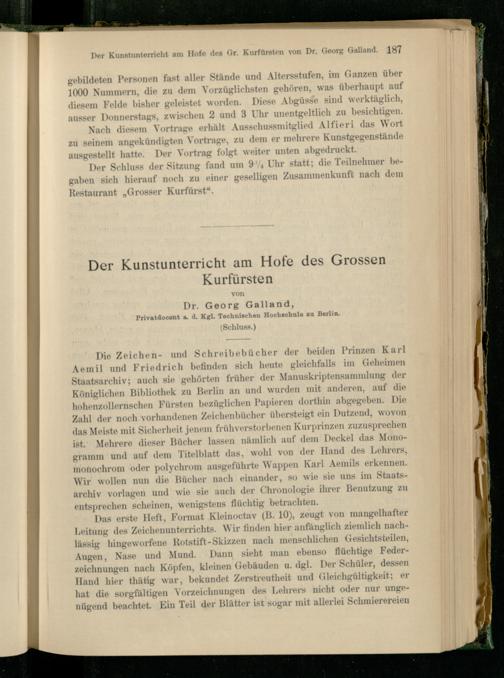 Der Kunstunterricht am Hofe des Gr. Kurfürsten von Dr. Georg Galland. 187
gebildeten Personen fast aller Stände und Altersstufen, im Ganzen über
1000 Nummern, die zu dem Vorzüglichsten gehören, was überhaupt auf
diesem Felde bisher geleistet worden. Diese Abgüsse sind werktäglich,
ausser Donnerstags, zwischen 2 und 3 Uhr unentgeltlich zu besichtigen.
Nach diesem Vortrage erhält Ausschussmitglied Alfieri das Wort
zu seinem angekündigten Vortrage, zu dem er mehrere Kunstgegenstände
ausgestellt hatte. Der Vortrag folgt weiter unten abgedruckt.
Der Schluss der Sitzung fand um Uhr statt; die Teilnehmer be-
gaben sich hierauf noch zu einer geselligen Zusammenkunft nach dem
Restaurant „Grosser Kurfürst“.
Der Kunstunterricht am Hofe des Grossen
Kurfürsten
von
Dr. Georg Galland,
Privatdocent a. d. Kgl. Technischen Hochschule zu Berlin.
(Schluss.)
Die Zeichen- und Schreibebücher der beiden Prinzen Karl
Aemil und Friedrich befinden sich heute gleichfalls im Geheimen
Staatsarchiv; auch sie gehörten früher der Manuskriptensammlung der
Königlichen Bibliothek zu Berlin an und wurden mit anderen, auf die
hohenzollernschen Fürsten bezüglichen Papieren dorthin abgegeben. Die
Zahl der noch vorhandenen Zeichenbücher übersteigt ein Dutzend, wovon
das Meiste mit Sicherheit jenem frühverstorbenen Kurprinzen zuzusprechen
ist. Mehrere dieser Bücher lassen nämlich auf dem Deckel das Mono-
gramm und auf dem Titelblatt das, wohl von der Hand des Lehrers,
monochrom oder polychrom ausgeführte Wappen Karl Aemils erkennen.
Wir wollen nun die Bücher nach einander, so wie sie uns im Staats-
archiv vorlagen und wie sie auch der Chronologie ihrer Benutzung zu
entsprechen scheinen, wenigstens flüchtig betrachten.
Das erste Heft, Format Kleinoctav (B. 10), zeugt von mangelhafter
Leitung des Zeichenunterrichts. Wir finden hier anfänglich ziemlich nach-
lässig hingeworfene Rotstift-Skizzen nach menschlichen Gesichtsteilen,
Augen, Nase und Mund. Dann sieht man ebenso flüchtige Feder-
zeichnungen nach Köpfen, kleinen Gebäuden u. dgl. Der Schüler, dessen
Hand hier thätig war, bekundet Zerstreutheit und Gleichgültigkeit; er
hat die sorgfältigen Vorzeichnungen des Lehrers nicht oder nur unge-
nügend beachtet. Ein Teil der Blätter ist sogar mit allerlei Schmierereien